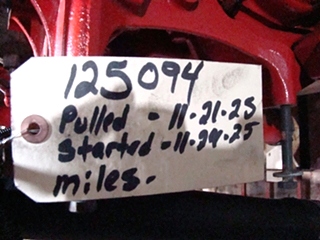 125094
Pulled - 11-21-25
Started - 11-24-25
miles-